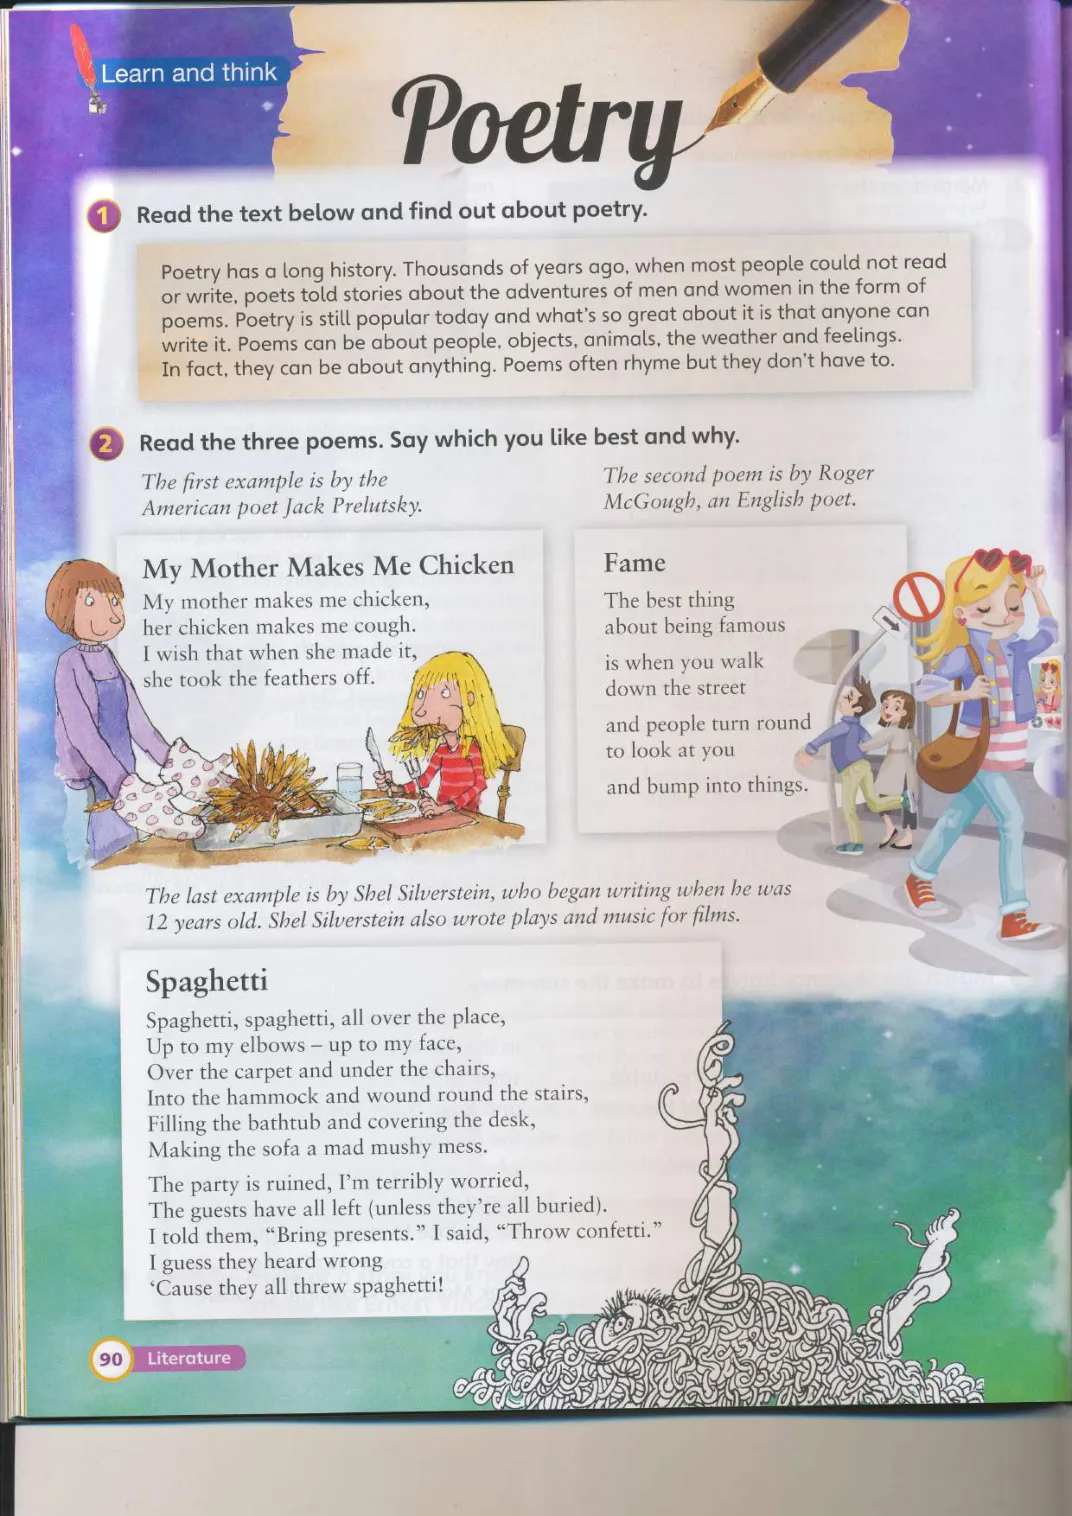 Learn and think
Poetry
1 Read the text below and find out about poetry.
Poetry has a long history. Thousands of years ago, when most people could not read
or write, poets told stories about the adventures of men and women in the form of
poems. Poetry is still popular today and what's so great about it is that anyone can
write it. Poems can be about people, objects, animals, the weather and feelings.
In fact, they can be about anything. Poems often rhyme but they don't have to.
2 Read the three poems. Say which you like best and why.
The first example is by the
American poet Jack Prelutsky.
My Mother Makes Me Chicken
My mother makes me chicken,
her chicken makes me cough.
I wish that when she made it,
she took the feathers off.
The second poem is by Roger
McGough, an English poet.
Fame
The best thing
about being famous
is when you walk
down the street
and people turn round
to look at you
and bump into things.
The last example is by Shel Silverstein, who began writing when he was
12 years old. Shel Silverstein also wrote plays and music for films.
Spaghetti
Spaghetti, spaghetti, all over the place,
Up to my elbows – up to my face,
Over the carpet and under the chairs,
Into the hammock and wound round the stairs,
Filling the bathtub and covering the desk,
Making the sofa a mad mushy mess.
The party is ruined, I'm terribly worried,
The guests have all left (unless they're all buried).
I told them, “Bring presents.” I said, “Throw confetti.”
I guess they heard wrong
‘Cause they all threw spaghetti!
90 Literature